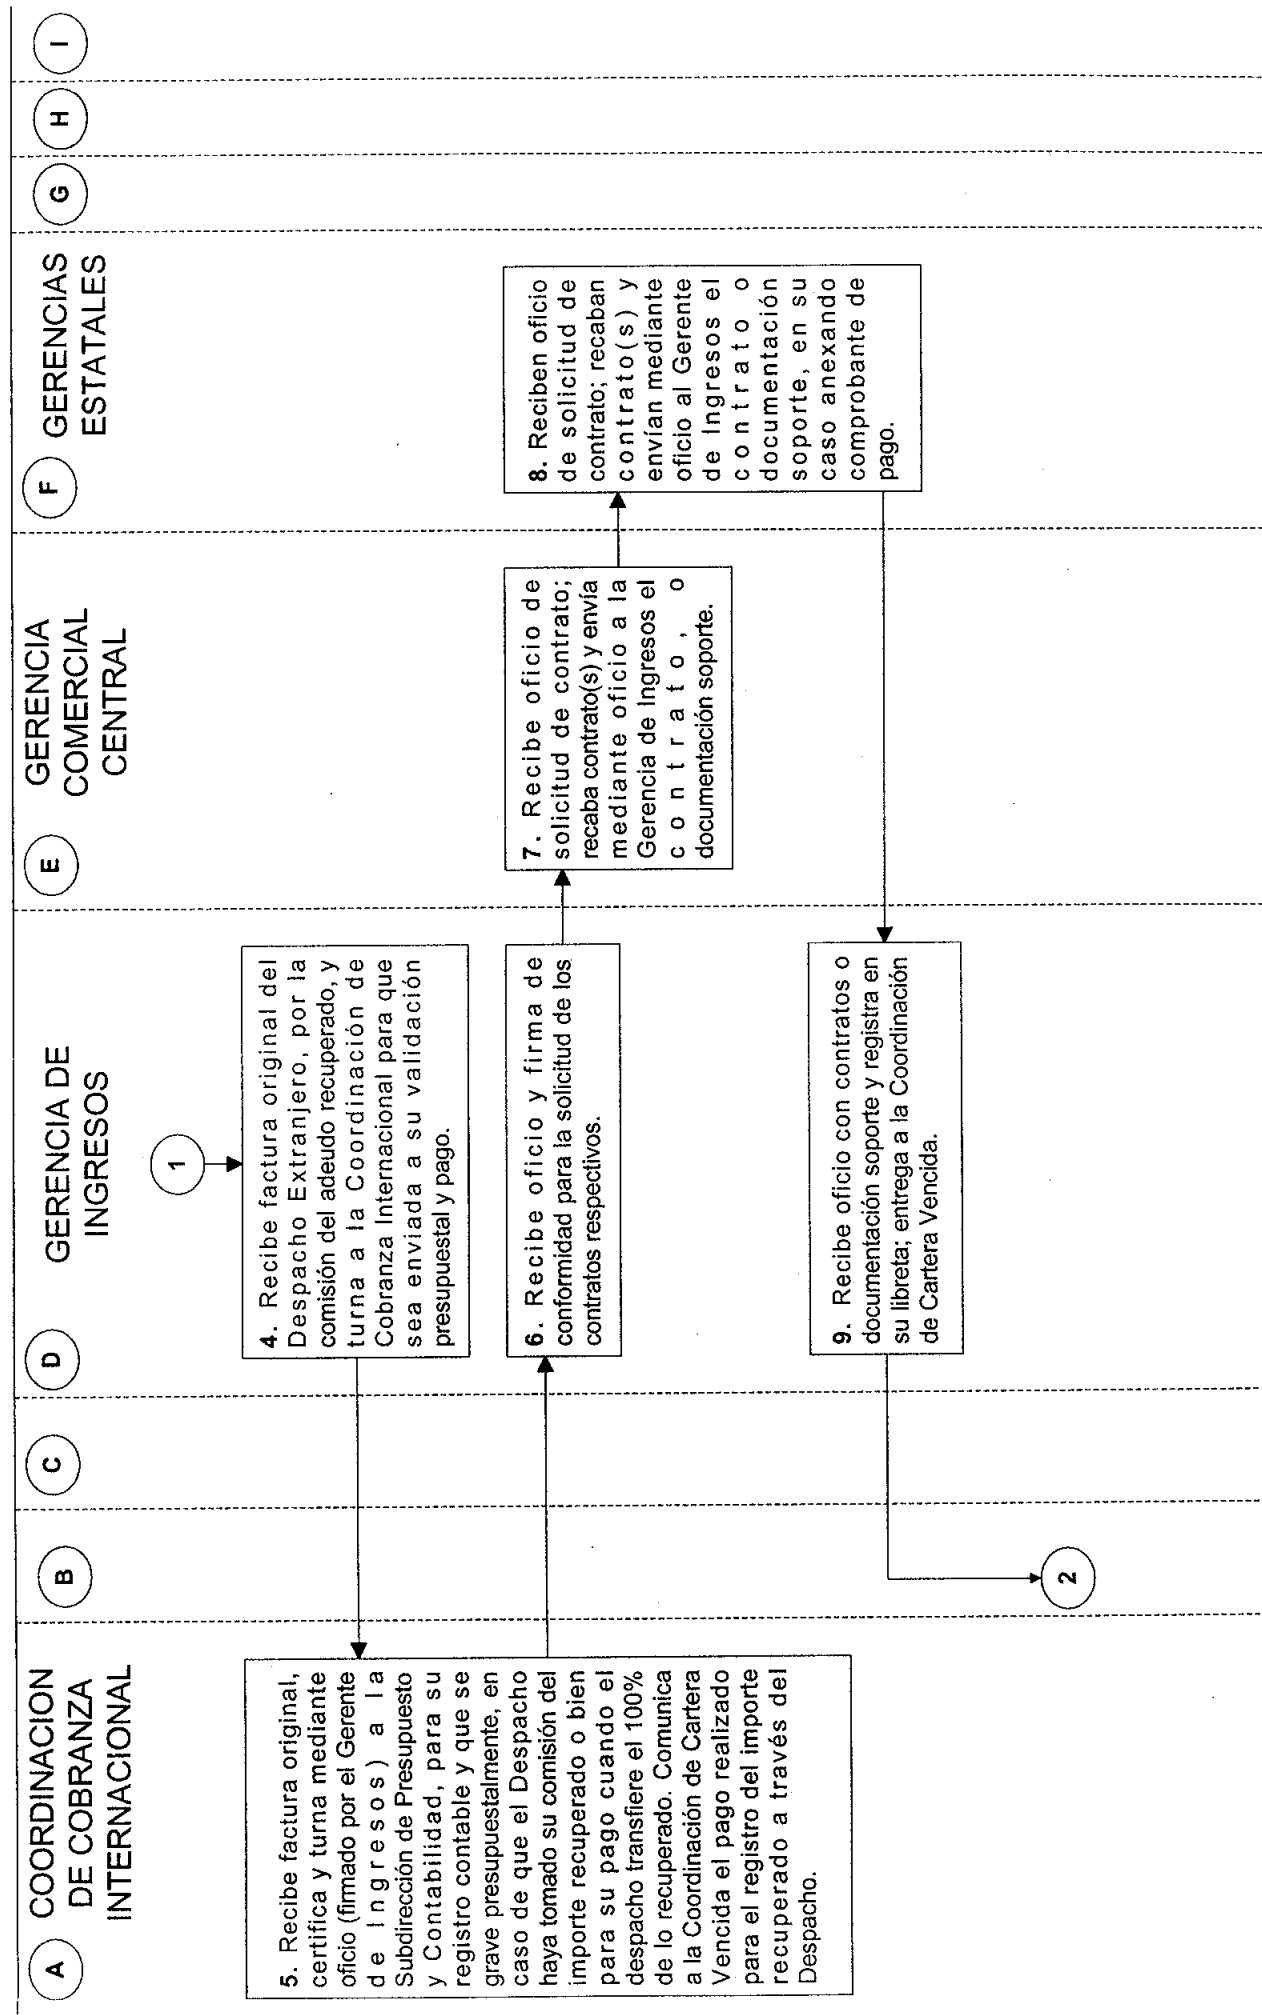 A
COORDINACION
DE COBRANZA
INTERNACIONAL
B
C
D
GERENCIA DE
INGRESOS
E
GERENCIA
COMERCIAL
CENTRAL
F
GERENCIAS
ESTATALES
G
H
I
1
4. Recibe factura original del
Despacho Extranjero, por la
comisión del adeudo recuperado, y
turna a la Coordinación de
Cobranza Internacional para que
sea enviada a su validación
presupuestal y pago.
5. Recibe factura original,
certifica y turna mediante
oficio (firmado por el Gerente
de Ingresos) a la
Subdirección de Presupuesto
y Contabilidad, para su
registro contable y que se
grave presupuestalmente, en
caso de que el Despacho
haya tomado su comisión del
importe recuperado o bien
para su pago cuando el
despacho transfiere el 100%
de lo recuperado. Comunica
a la Coordinación de Cartera
Vencida el pago realizado
para el registro del importe
recuperado a través del
Despacho.
6. Recibe oficio y firma de
conformidad para la solicitud de los
contratos respectivos.
7. Recibe oficio de
solicitud de contrato;
recaba contrato(s) y envía
mediante oficio a la
Gerencia de Ingresos el
contrato, o
documentación soporte.
8. Reciben oficio
de solicitud de
contrato; recaban
contrato(s) y
envían mediante
oficio al Gerente
de Ingresos el
contrato o
documentación
soporte, en su
caso anexando
comprobante de
pago.
9. Recibe oficio con contratos o
documentación soporte y registra en
su libreta; entrega a la Coordinación
de Cartera Vencida.
2